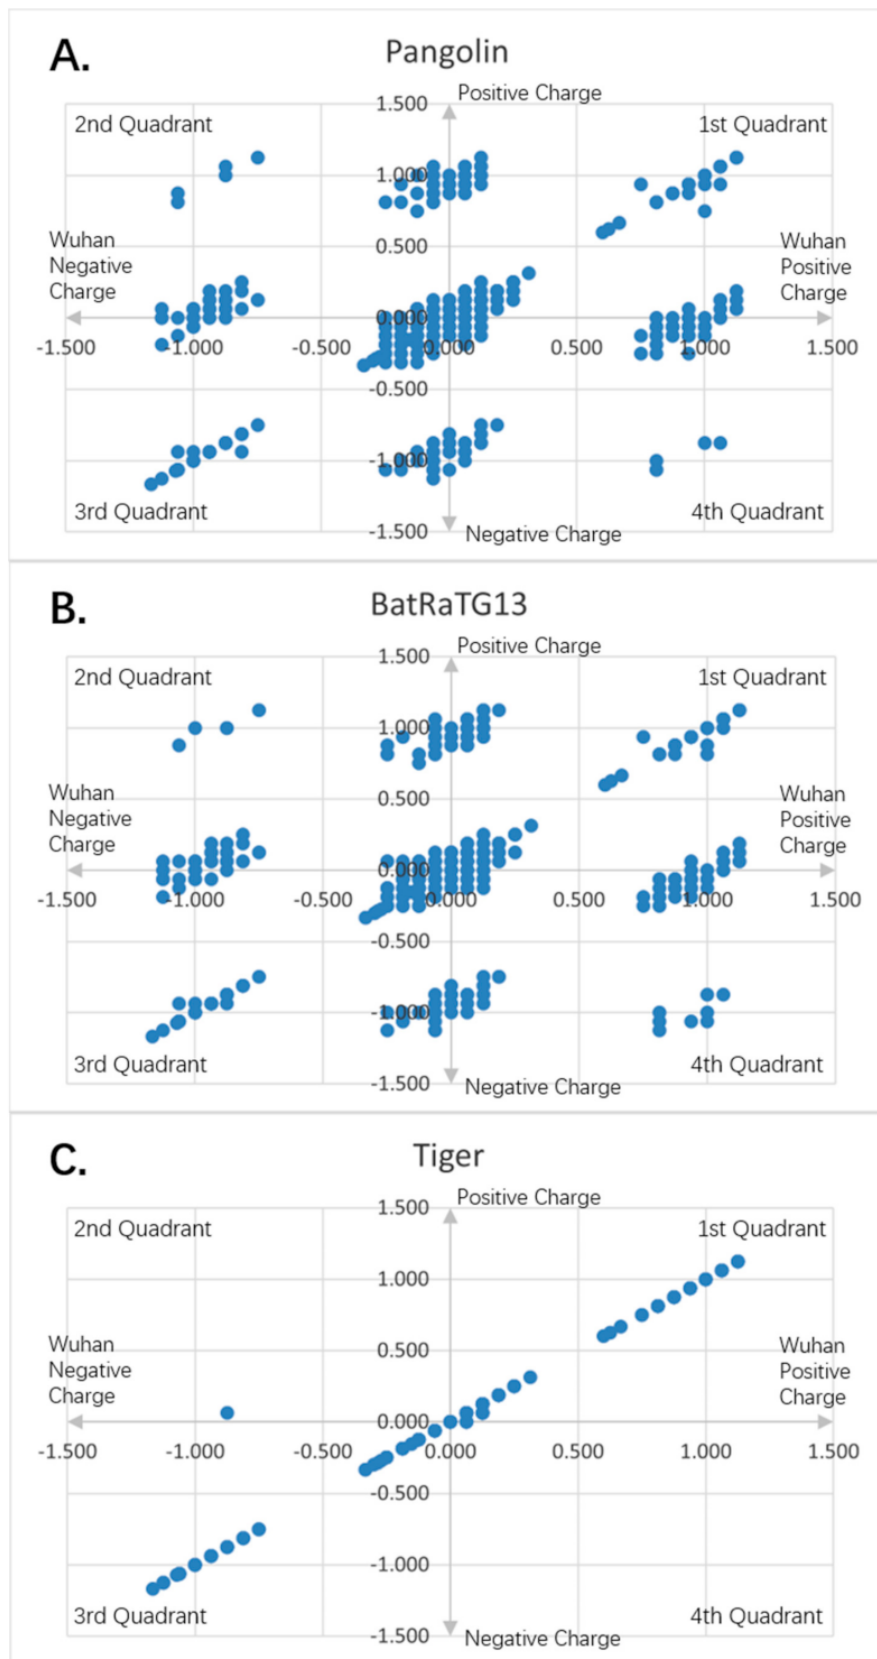 A.
Pangolin
Positive Charge
1.500
2nd Quadrant
1st Quadrant
1.000
0.500
Wuhan
Negative
Charge
Wuhan
Positive
Charge
0.000
-1.500
-1.000
-0.500
0.000
0.500
1.000
1.500
-0.500
-1.000
3rd Quadrant
4th Quadrant
-1.500
Negative Charge
B.
BatRaTG13
Positive Charge
1.500
2nd Quadrant
1st Quadrant
1.000
0.500
Wuhan
Negative
Charge
Wuhan
Positive
Charge
0.000
-1.500
-1.000
-0.500
0.000
0.500
1.000
1.500
-0.500
-1.000
3rd Quadrant
4th Quadrant
-1.500
Negative Charge
C.
Tiger
Positive Charge
1.500
2nd Quadrant
1st Quadrant
1.000
0.500
Wuhan
Negative
Charge
Wuhan
Positive
Charge
0.000
-1.500
-1.000
-0.500
0.000
0.500
1.000
1.500
-0.500
-1.000
3rd Quadrant
4th Quadrant
-1.500
Negative Charge